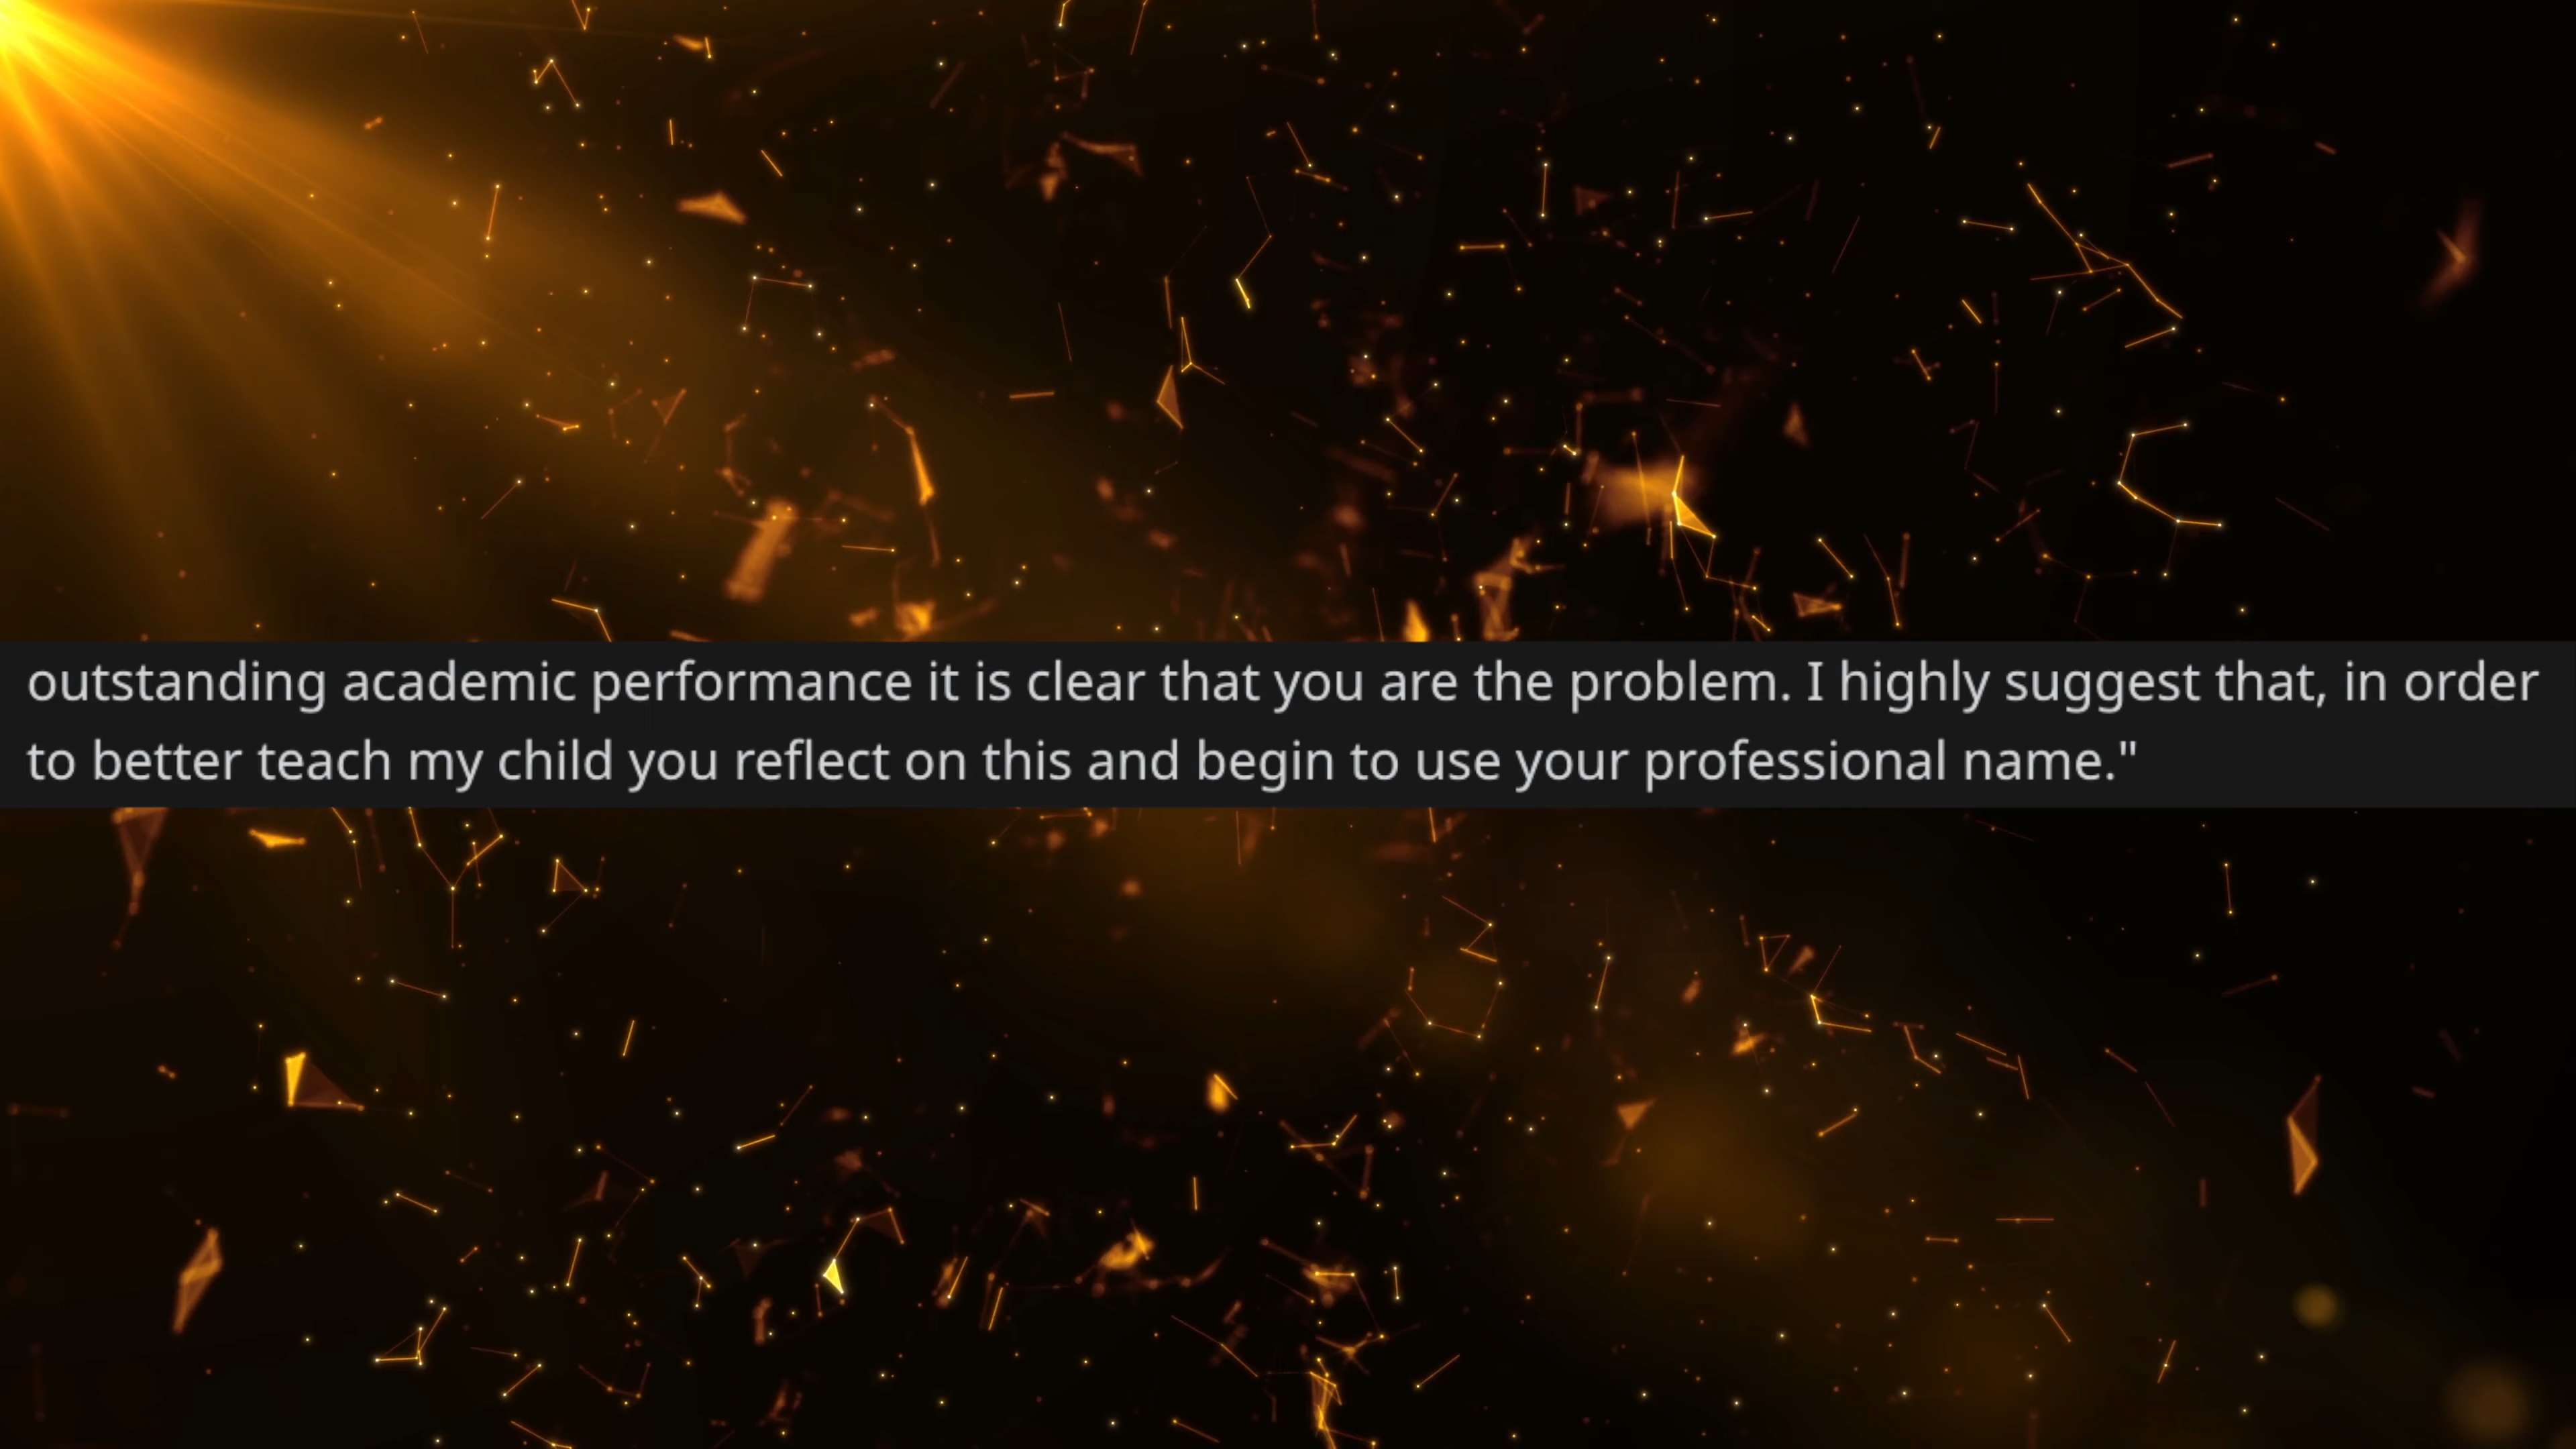 outstanding academic performance it is clear that you are the problem. I highly suggest that, in order
to better teach my child you reflect on this and begin to use your professional name."